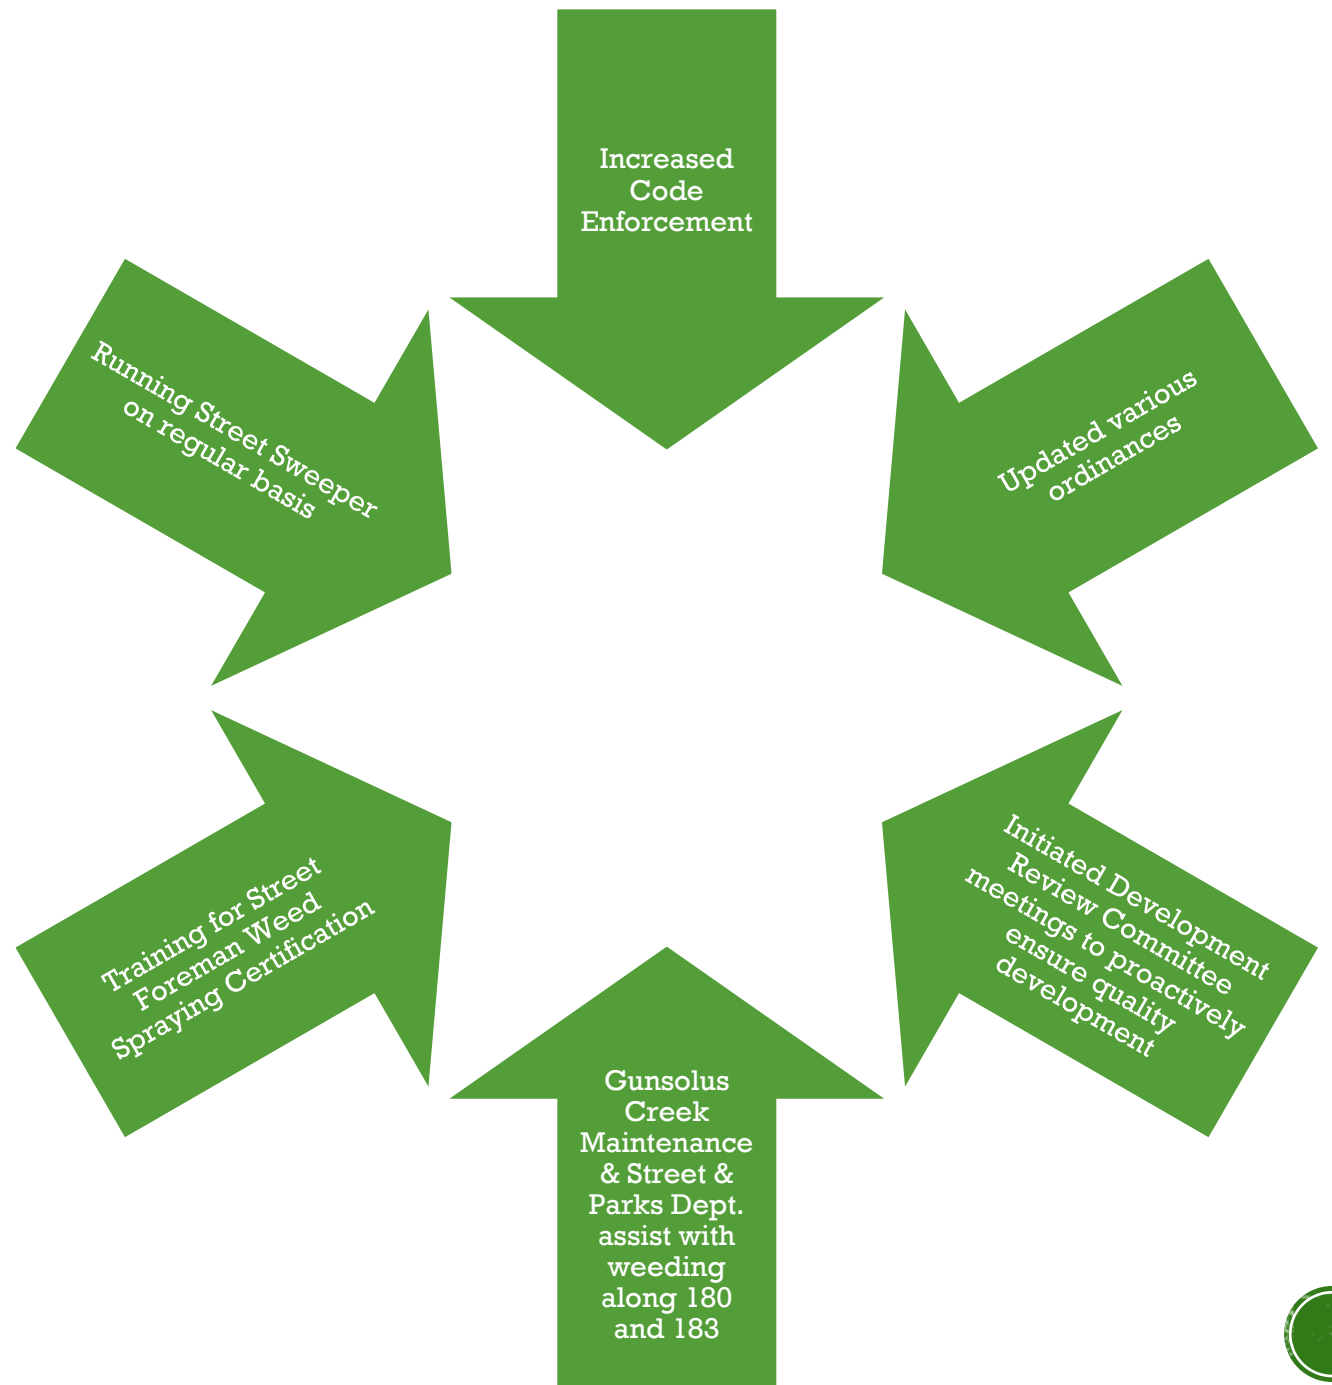 Increased
Code
Enforcement
Updated various
ordinances
Initiated Development
Review Committee
meetings to proactively
ensure quality
development
Gunsolus
Creek
Maintenance
& Street &
Parks Dept.
assist with
weeding
along 180
and 183
Training for Street
Foreman Weed
Spraying Certification
Running Street Sweeper
on regular basis